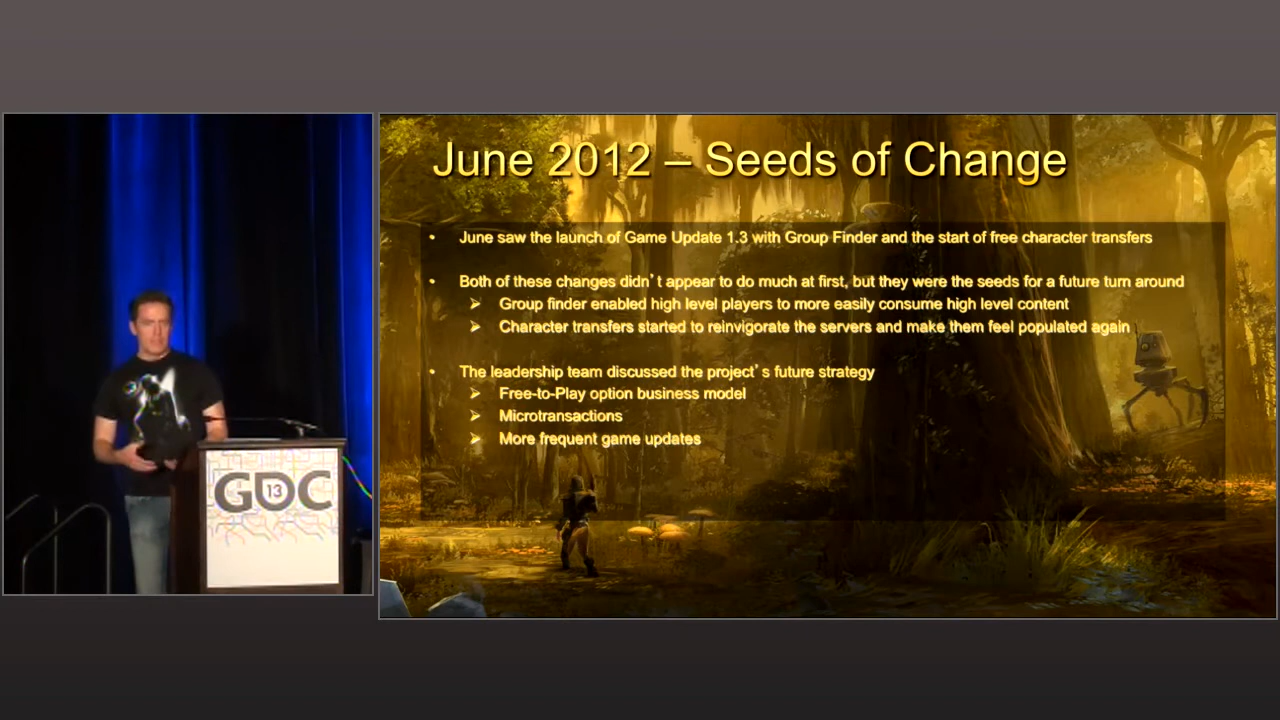 June 2012 – Seeds of Change
• June saw the launch of Game Update 1.3 with Group Finder and the start of free character transfers
• Both of these changes didn’t appear to do much at first, but they were the seeds for a future turn around
➢ Group finder enabled high level players to more easily consume high level content
➢ Character transfers started to reinvigorate the servers and make them feel populated again
• The leadership team discussed the project’s future strategy
➢ Free-to-Play option business model
➢ Microtransactions
➢ More frequent game updates
GDC
13